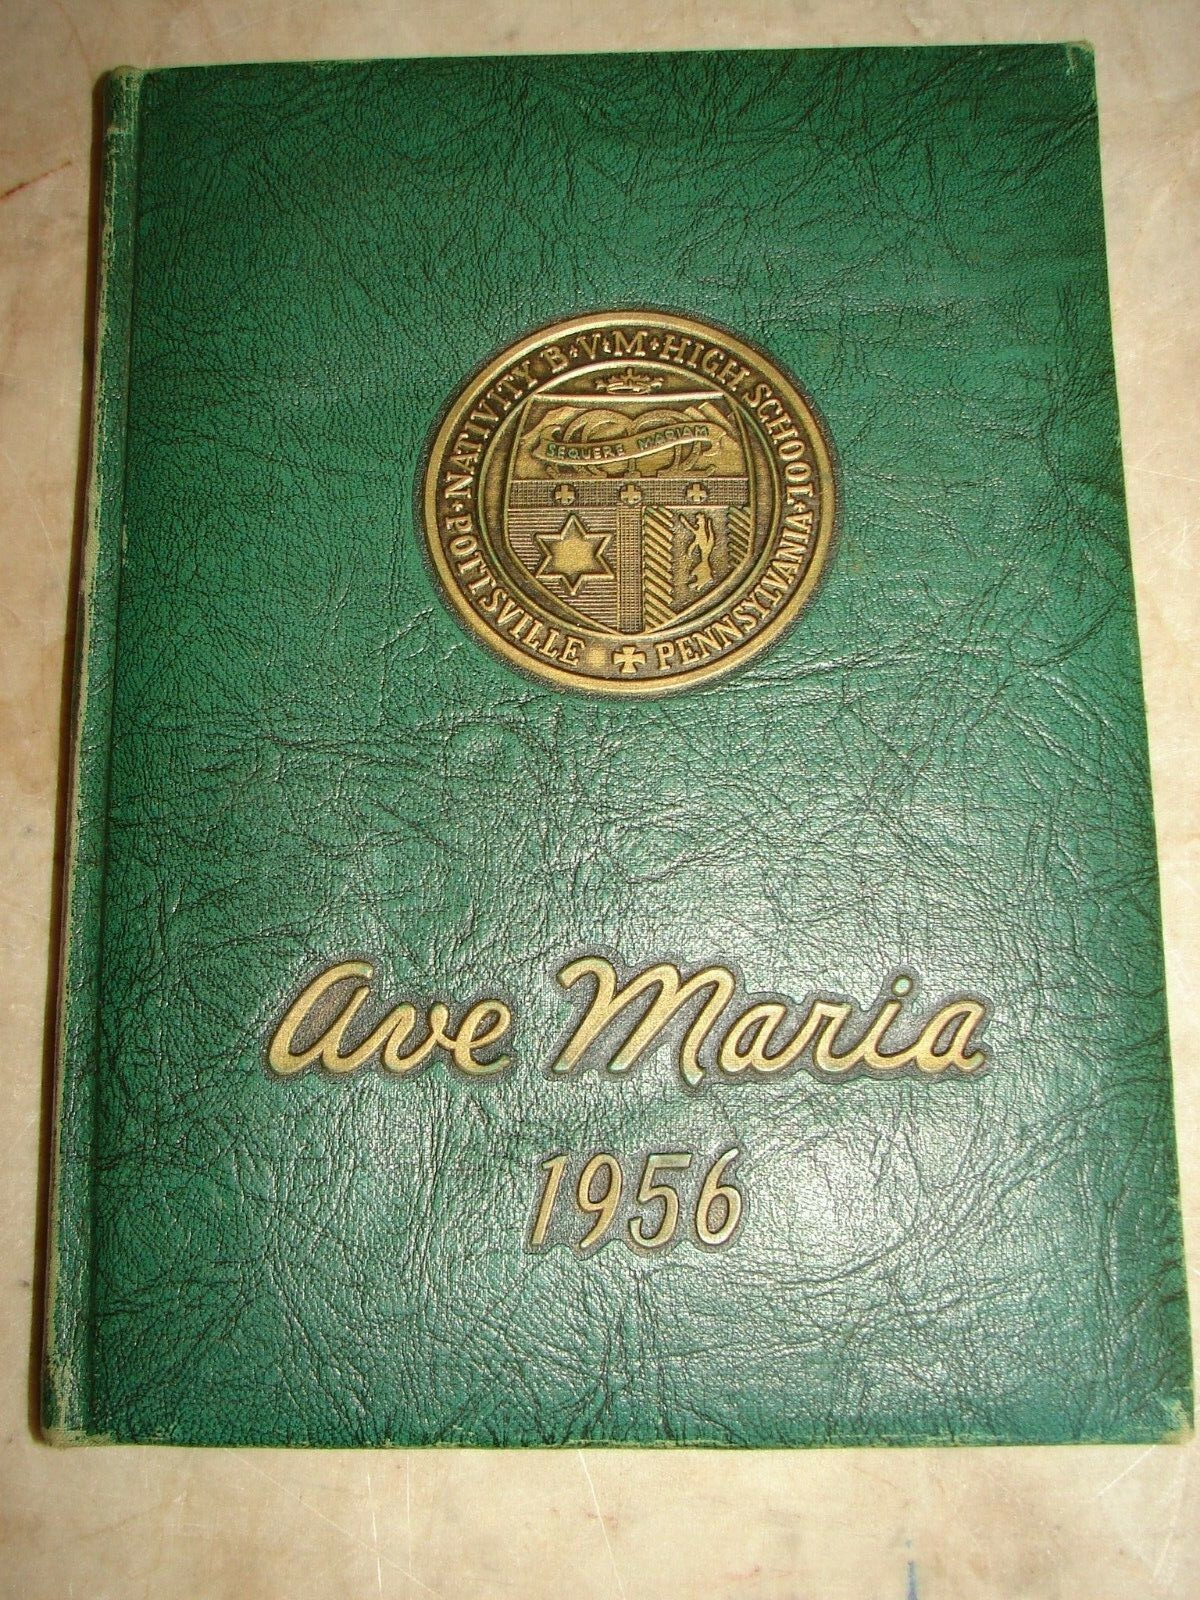 NATIVITY B·V·M·HIGH SCHOOL·
SEQUERE MARIAM
·POTTSVILLE ✚ PENNSYLVANIA·
Ave Maria
1956